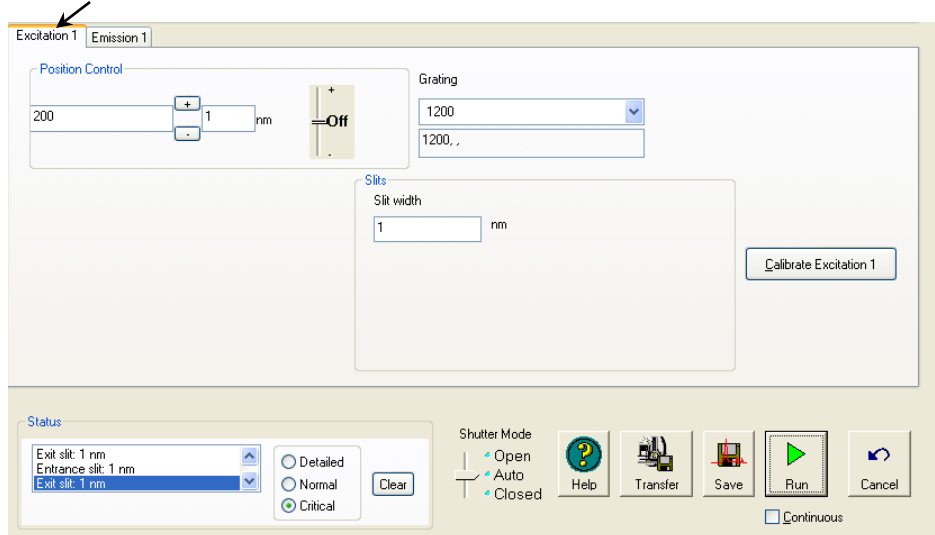 Excitation 1
Emission 1
Position Control
200
+
-
1
nm
+
Off
-
Grating
1200
1200, ,
Slits
Slit width
1
nm
Calibrate Excitation 1
Status
Exit slit: 1 nm
Entrance slit: 1 nm
Exit slit: 1 nm
Detailed
Normal
Critical
Clear
Shutter Mode
Open
Auto
Closed
Help
Transfer
Save
Run
Cancel
Continuous